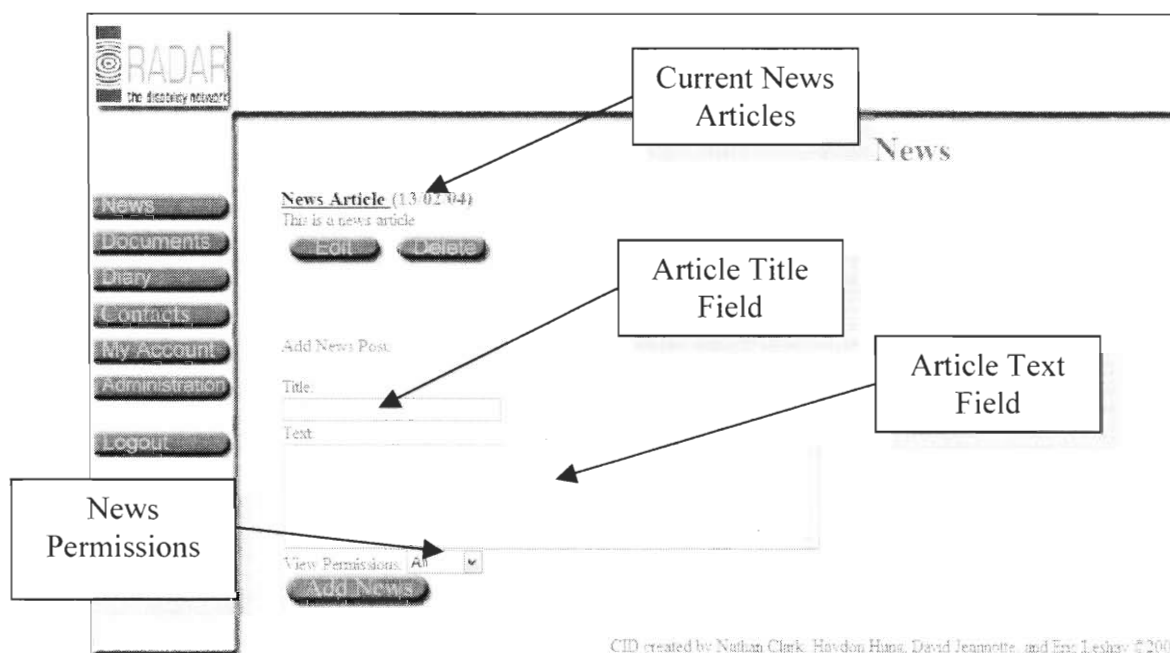 RADAR
the disability network
Current News
Articles
News
News Article (13/02/04)
This is a news article
Edit Delete
News
Documents
Diary
Contacts
My Account
Administration
Logout
Article Title
Field
Add News Post:
Title:
Article Text
Field
Text:
News
Permissions
View Permissions: All
Add News
CID created by Nathan Clark, Haydon Hung, David Jeannotte, and Eric Leshay ©200